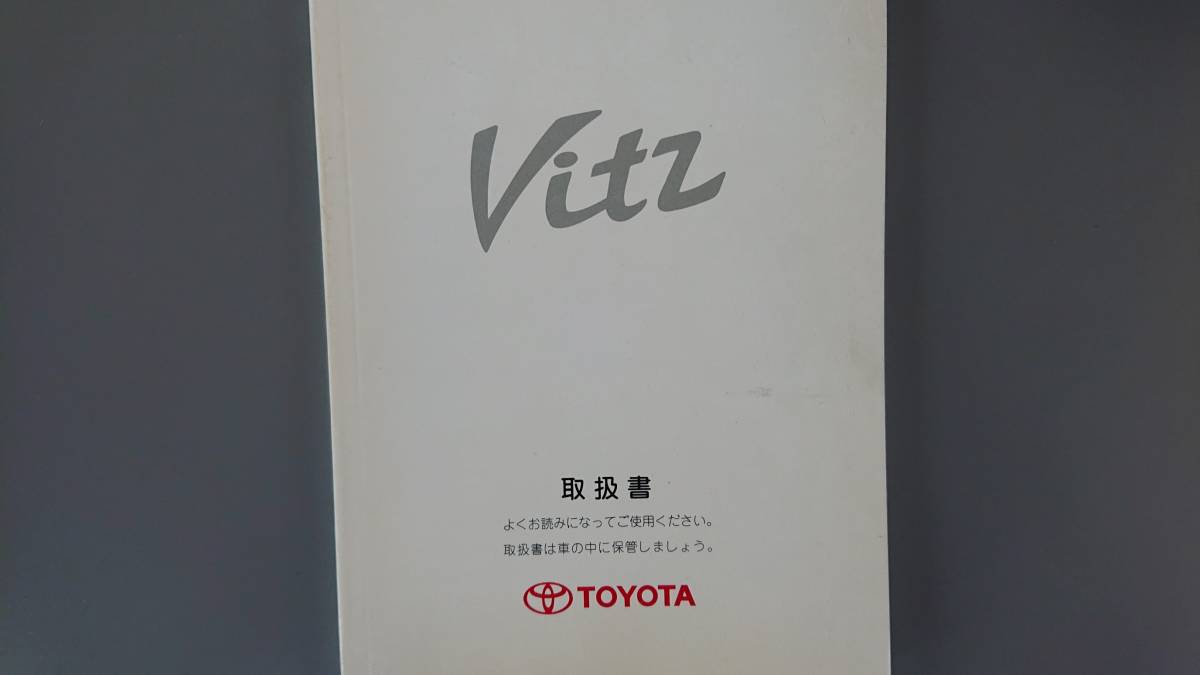 Vitz
取扱書
よくお読みになってご使用ください。
取扱書は車の中に保管しましょう。
TOYOTA